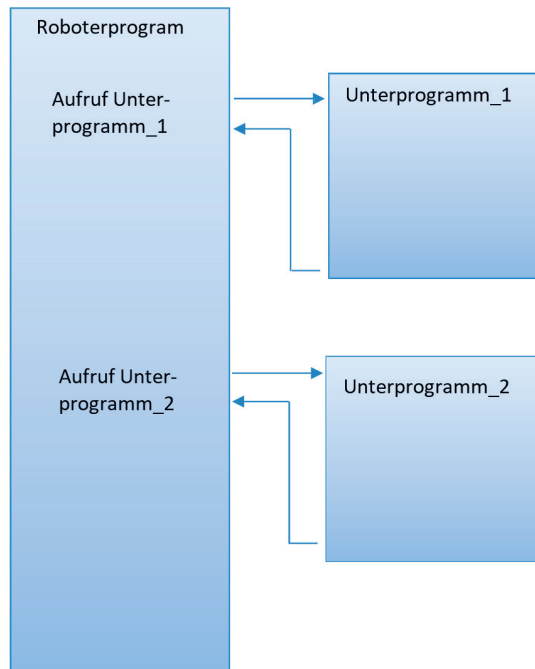 Roboterprogram
Aufruf Unter-
programm_1
Unterprogramm_1
Aufruf Unter-
programm_2
Unterprogramm_2